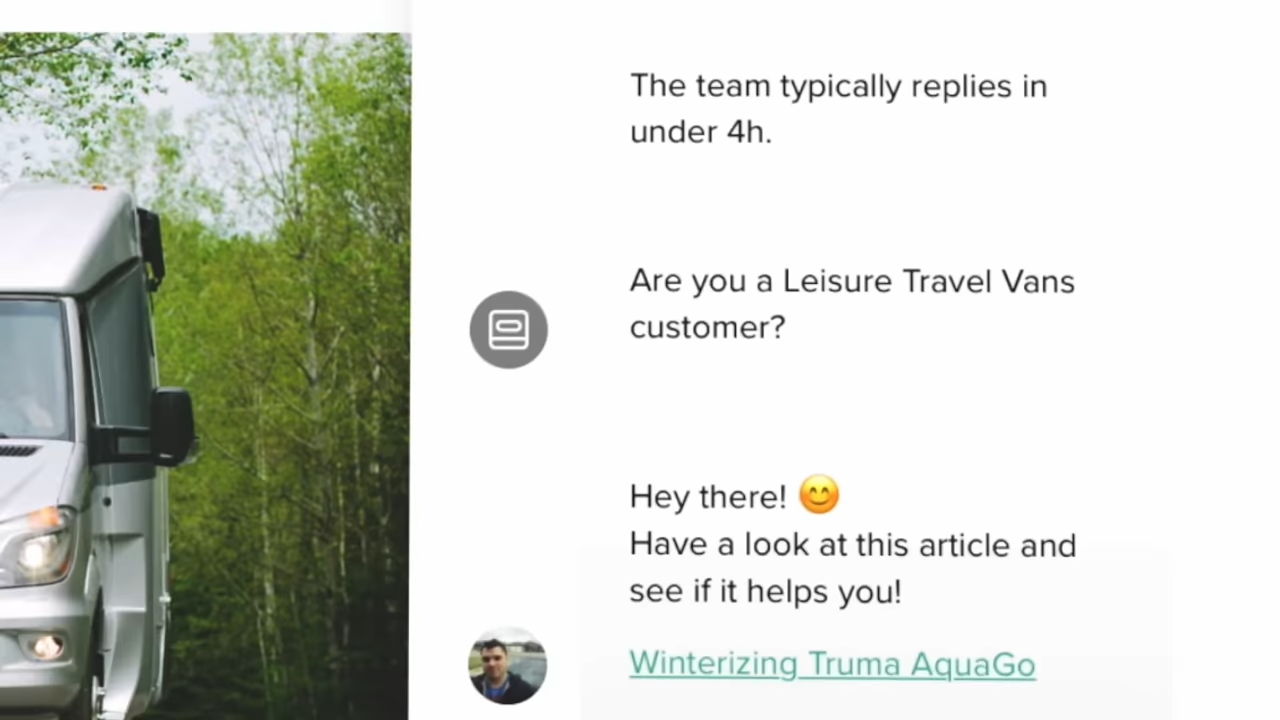 The team typically replies in
under 4h.
Are you a Leisure Travel Vans
customer?
Hey there! 😊
Have a look at this article and
see if it helps you!
Winterizing Truma AquaGo